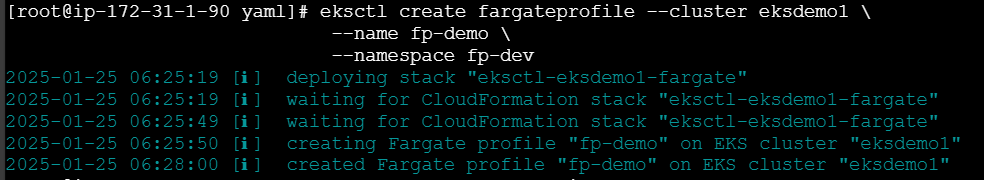 [root@ip-172-31-1-90 yaml]# eksctl create fargateprofile --cluster eksdemo1 \
--name fp-demo \
--namespace fp-dev
2025-01-25 06:25:19 [ℹ]  deploying stack "eksctl-eksdemo1-fargate"
2025-01-25 06:25:19 [ℹ]  waiting for CloudFormation stack "eksctl-eksdemo1-fargate"
2025-01-25 06:25:49 [ℹ]  waiting for CloudFormation stack "eksctl-eksdemo1-fargate"
2025-01-25 06:25:50 [ℹ]  creating Fargate profile "fp-demo" on EKS cluster "eksdemo1"
2025-01-25 06:28:00 [ℹ]  created Fargate profile "fp-demo" on EKS cluster "eksdemo1"